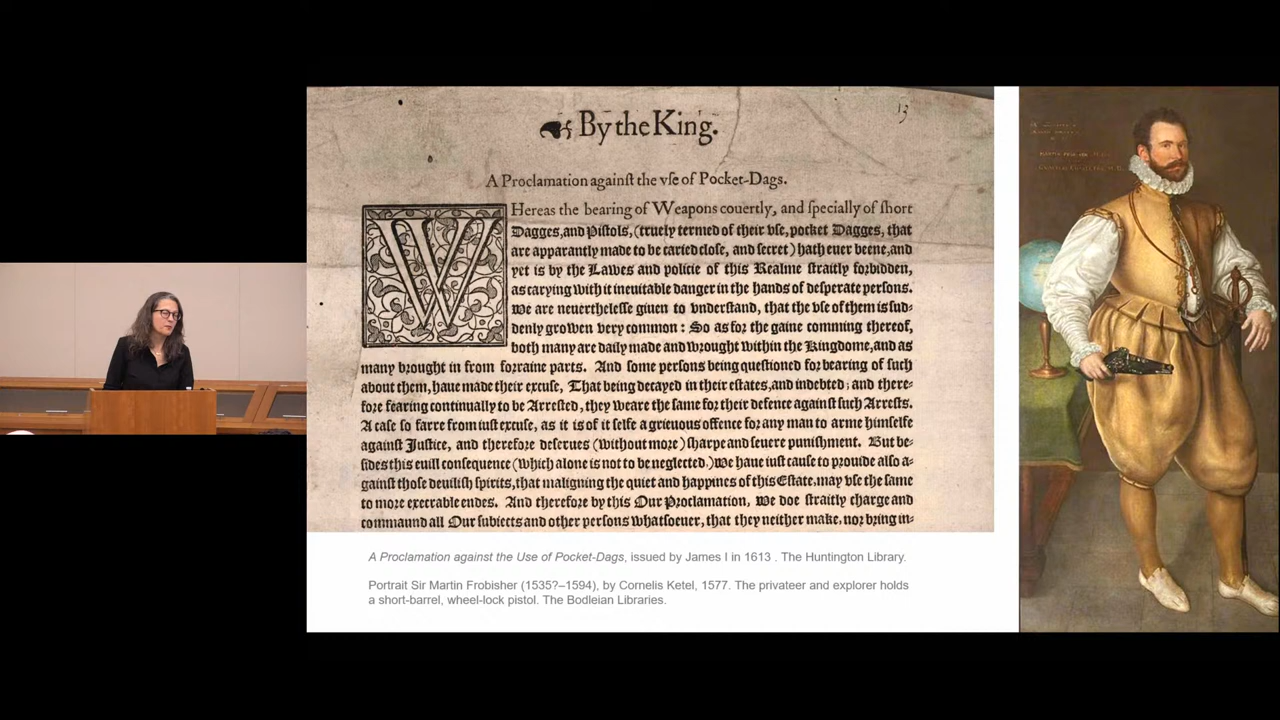 13
By the King.
A Proclamation againſt the vſe of Pocket-Dags.
WHereas the bearing of Weapons couertly, and ſpecially of ſhort
Dagges, and Piſtols, (truely termed of their vſe, pocket Dagges, that
are apparantly made to be caried cloſe, and ſecret) hath euer beene, and
yet is by the Lawes and policie of this Realme ſtraitly forbidden,
as carying with it ineuitable danger in the hands of deſperate perſons.
We are neuertheleſſe giuen to vnderſtand, that the vſe of them is ſud-
denly growen very common: So as for the gaine comming thereof,
both many are daily made and wrought within the Kingdome, and as
many brought in from forraine parts. And ſome perſons being queſtioned for bearing of ſuch
about them, haue made their excuſe, That being decayed in their eſtates, and indebted; and there-
fore fearing continually to be Arreſted, they weare the ſame for their defence againſt ſuch Arreſts.
A caſe ſo farre from iuſt excuſe, as it is of it ſelfe a grieuous offence for any man to arme himſelfe
againſt Juſtice, and therefore deſerues (without more) ſharpe and ſeuere puniſhment. But be-
ſides this euill conſequence (which alone is not to be neglected.) We haue iuſt cauſe to prouide alſo a-
gainſt thoſe deuiliſh ſpirits, that maligning the quiet and happines of this Eſtate, may vſe the ſame
to more execrable endes. And therefore by this Our Proclamation, We doe ſtraitly charge and
commaund all Our ſubiects and other perſons whatſoeuer, that they neither make, nor bring in-
A Proclamation against the Use of Pocket-Dags, issued by James I in 1613 . The Huntington Library.
Portrait Sir Martin Frobisher (1535?–1594), by Cornelis Ketel, 1577. The privateer and explorer holds
a short-barrel, wheel-lock pistol. The Bodleian Libraries.